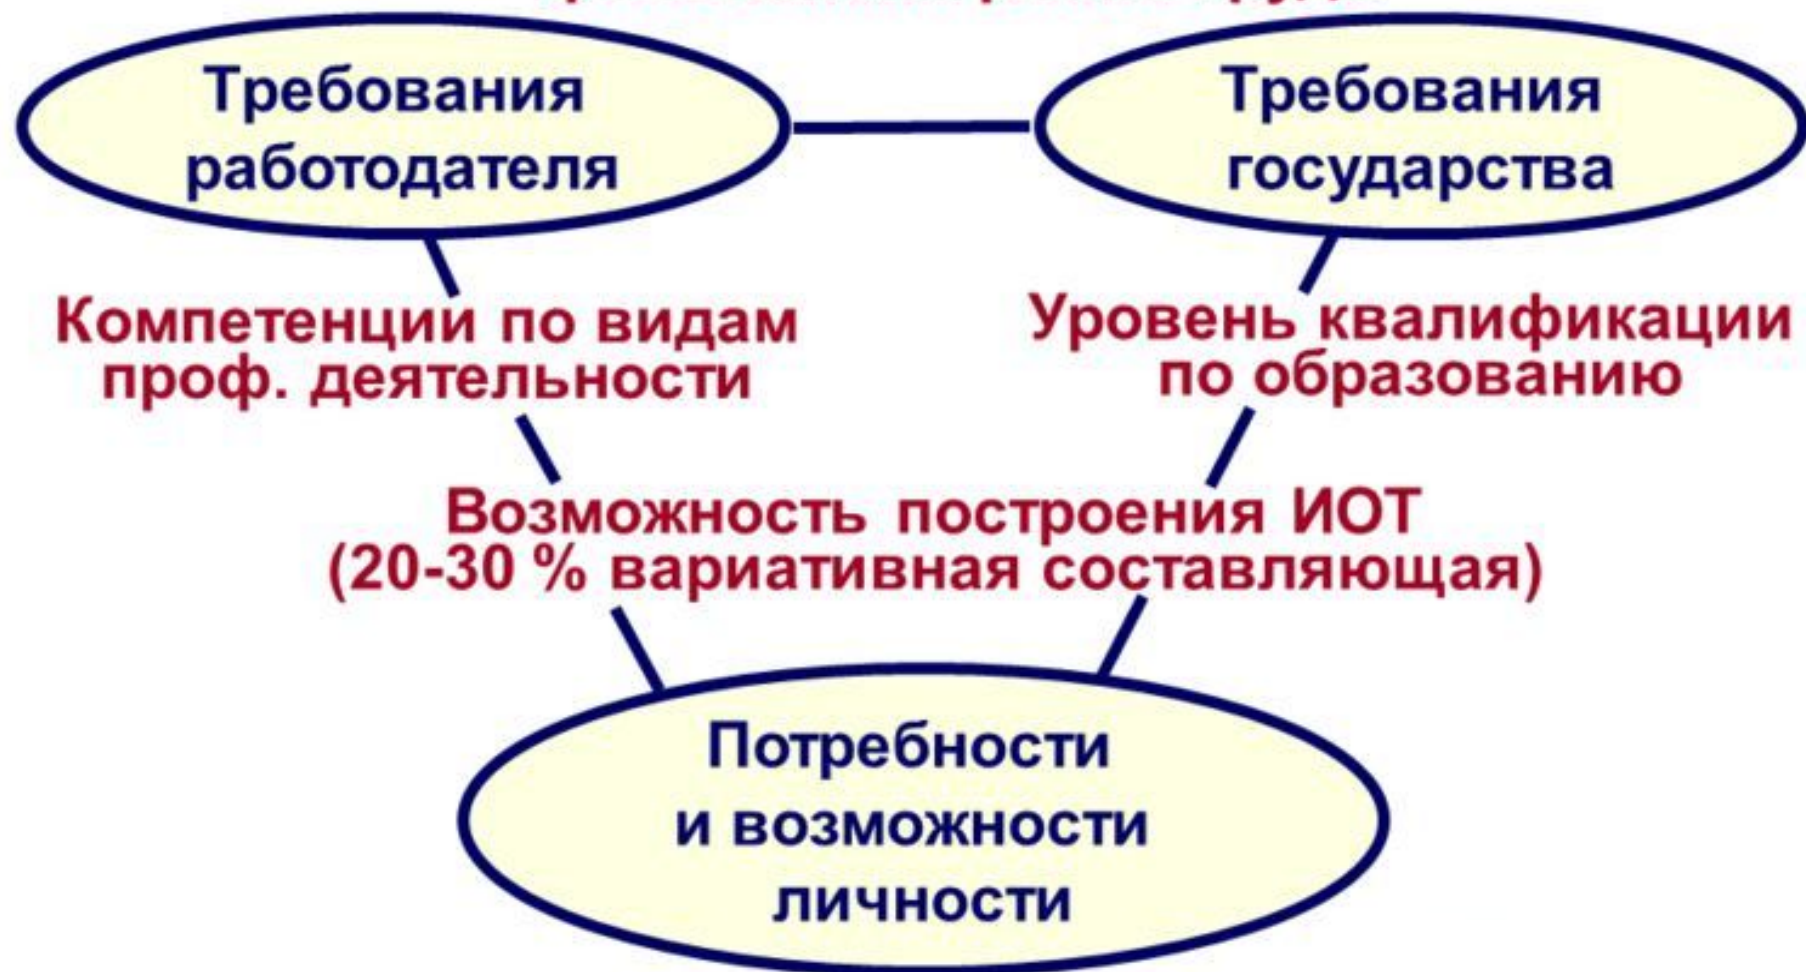 Требования
работодателя
Требования
государства
Компетенции по видам
проф. деятельности
Уровень квалификации
по образованию
Возможность построения ИОТ
(20-30 % вариативная составляющая)
Потребности
и возможности
личности